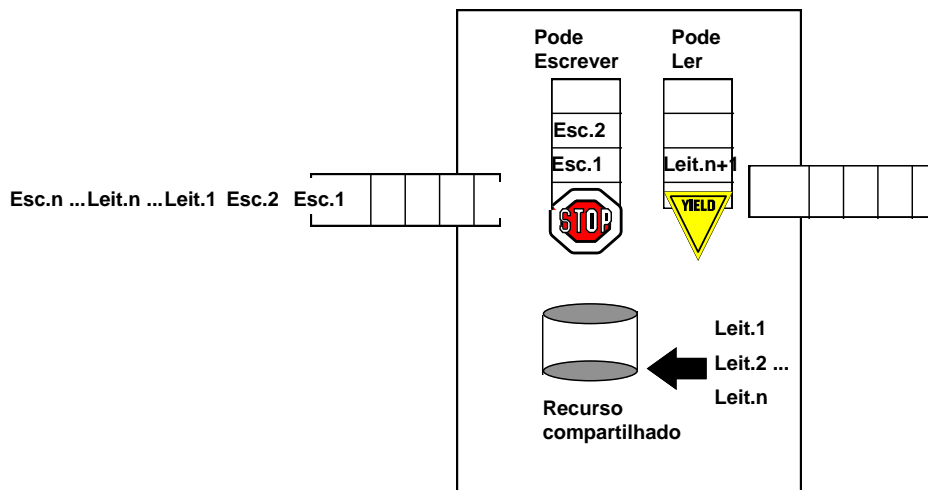 Pode
Escrever
Pode
Ler
Esc.2
Esc.1
Leit.n+1
Esc.n ...Leit.n ...Leit.1 Esc.2 Esc.1
STOP
YIELD
Leit.1
Leit.2 ...
Leit.n
Recurso
compartilhado